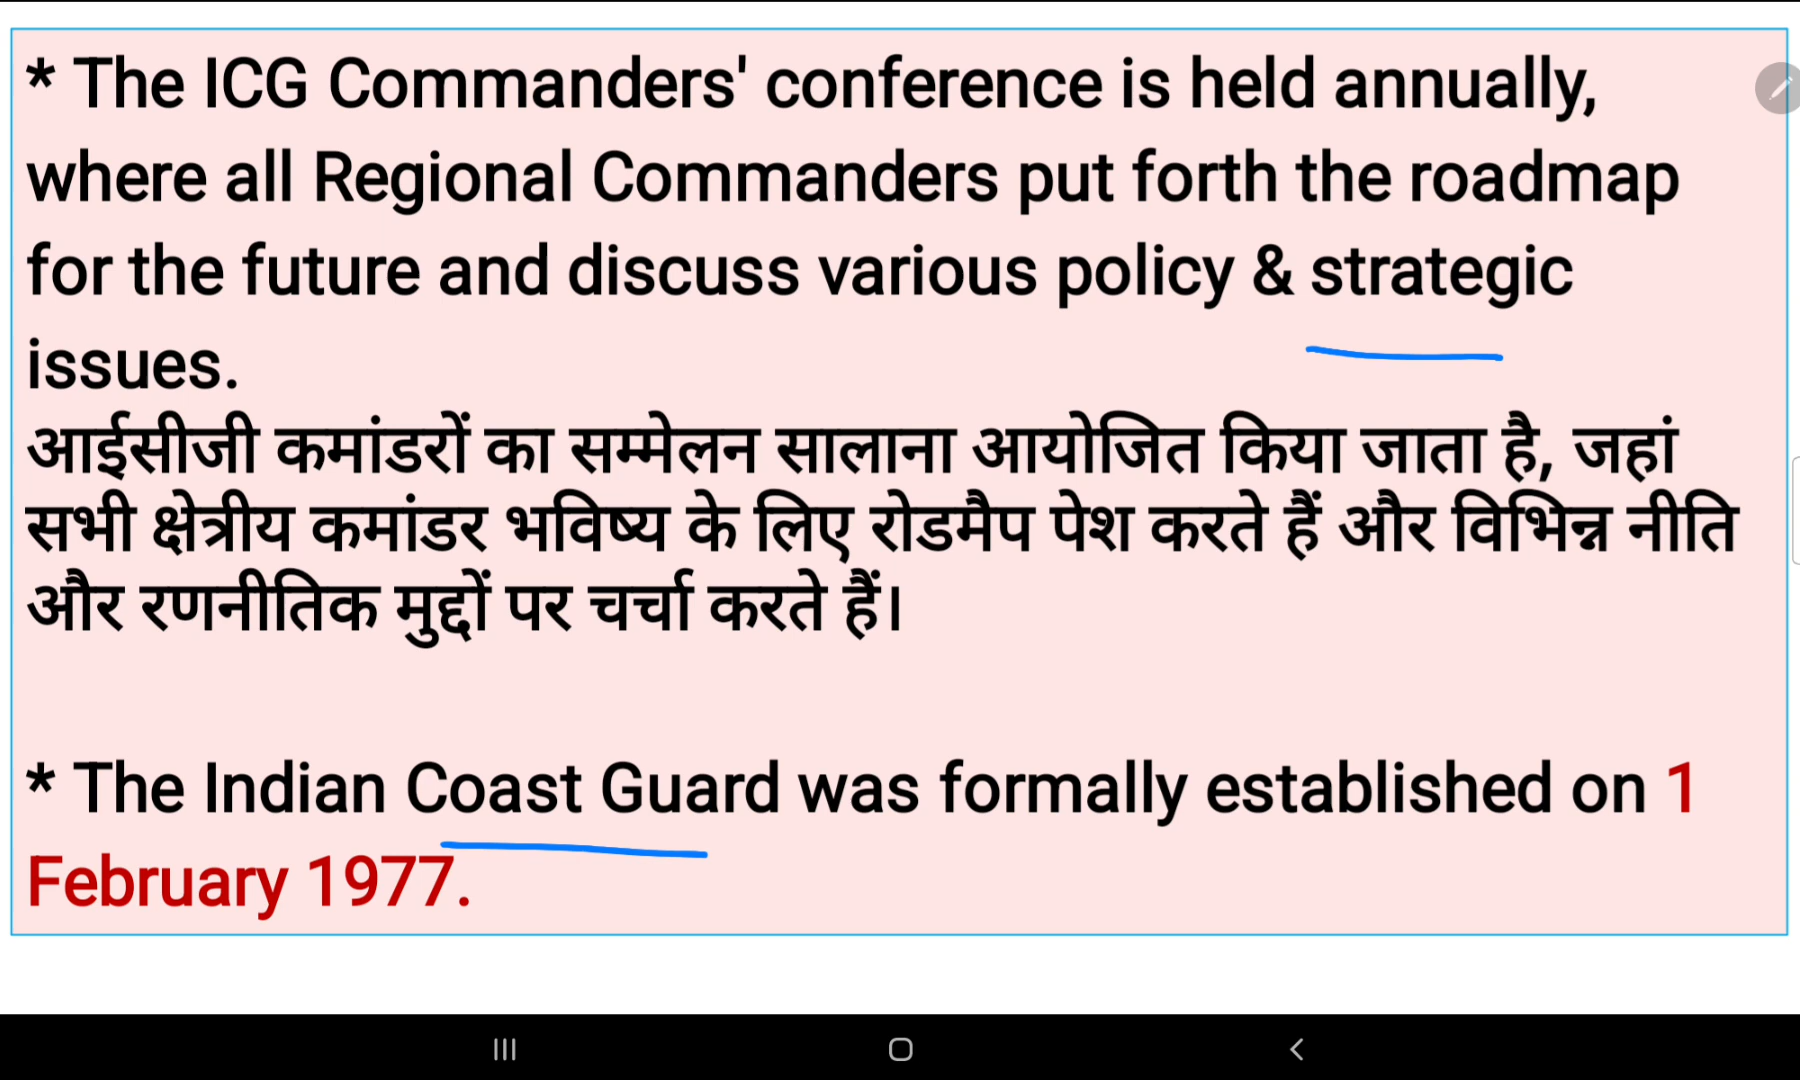 * The ICG Commanders' conference is held annually,
where all Regional Commanders put forth the roadmap
for the future and discuss various policy & strategic
issues.
आईसीजी कमांडरों का सम्मेलन सालाना आयोजित किया जाता है, जहां
सभी क्षेत्रीय कमांडर भविष्य के लिए रोडमैप पेश करते हैं और विभिन्न नीति
और रणनीतिक मुद्दों पर चर्चा करते हैं।
* The Indian Coast Guard was formally established on 1
February 1977.